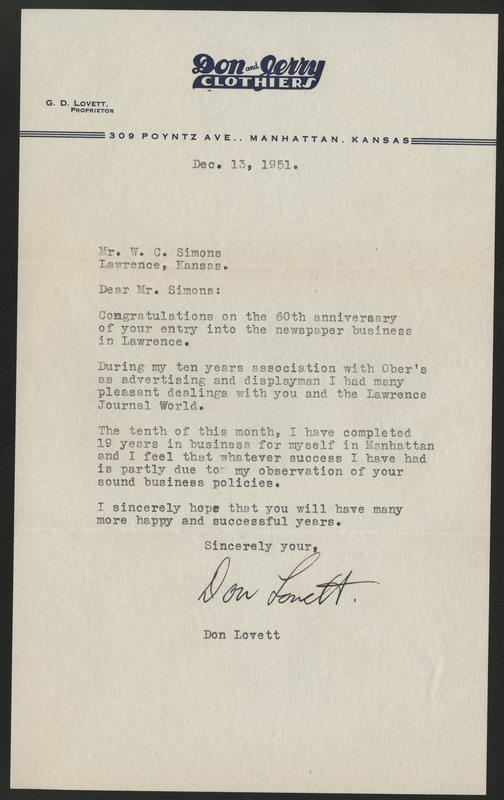 Don and Jerry
CLOTHIERS
G. D. LOVETT,
PROPRIETOR
309 POYNTZ AVE., MANHATTAN, KANSAS
Dec. 13, 1951.
Mr. W. C. Simons
Lawrence, Kansas.
Dear Mr. Simons:
Congratulations on the 60th anniversary
of your entry into the newspaper business
in Lawrence.
During my ten years association with Ober's
as advertising and displayman I had many
pleasant dealings with you and the Lawrence
Journal World.
The tenth of this month, I have completed
19 years in business for myself in Manhattan
and I feel that whatever success I have had
is partly due to my observation of your
sound business policies.
I sincerely hope that you will have many
more happy and successful years.
Sincerely your,
Don Lovett.
Don Lovett